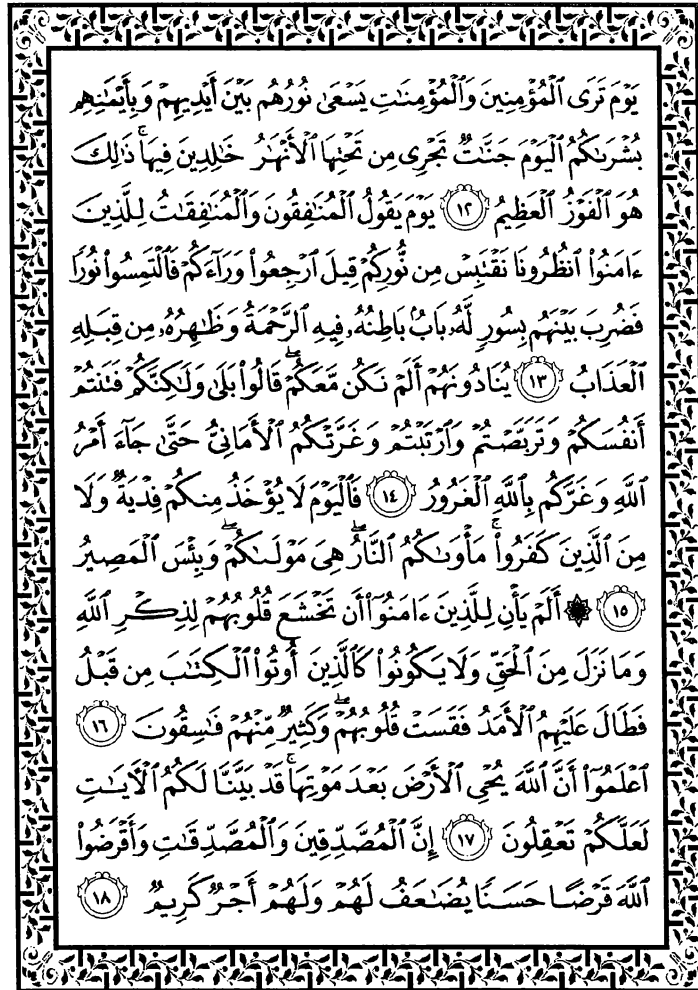 يَوْمَ تَرَى ٱلْمُؤْمِنِينَ وَٱلْمُؤْمِنَٰتِ يَسْعَىٰ نُورُهُم بَيْنَ أَيْدِيهِمْ وَبِأَيْمَٰنِهِم
بُشْرَىٰكُمُ ٱلْيَوْمَ جَنَّٰتٌ تَجْرِى مِن تَحْتِهَا ٱلْأَنْهَٰرُ خَٰلِدِينَ فِيهَا ۚ ذَٰلِكَ
هُوَ ٱلْفَوْزُ ٱلْعَظِيمُ ١٢ يَوْمَ يَقُولُ ٱلْمُنَٰفِقُونَ وَٱلْمُنَٰفِقَٰتُ لِلَّذِينَ
ءَامَنُوا۟ ٱنظُرُونَا نَقْتَبِسْ مِن نُّورِكُمْ قِيلَ ٱرْجِعُوا۟ وَرَآءَكُمْ فَٱلْتَمِسُوا۟ نُورًا
فَضُرِبَ بَيْنَهُم بِسُورٍ لَّهُۥ بَابٌۢ بَاطِنُهُۥ فِيهِ ٱلرَّحْمَةُ وَظَٰهِرُهُۥ مِن قِبَلِهِ
ٱلْعَذَابُ ١٣ يُنَادُونَهُمْ أَلَمْ نَكُن مَّعَكُمْ ۖ قَالُوا۟ بَلَىٰ وَلَٰكِنَّكُمْ فَتَنتُمْ
أَنفُسَكُمْ وَتَرَبَّصْتُمْ وَٱرْتَبْتُمْ وَغَرَّتْكُمُ ٱلْأَمَانِىُّ حَتَّىٰ جَآءَ أَمْرُ
ٱللَّهِ وَغَرَّكُم بِٱللَّهِ ٱلْغَرُورُ ١٤ فَٱلْيَوْمَ لَا يُؤْخَذُ مِنكُمْ فِدْيَةٌ وَلَا
مِنَ ٱلَّذِينَ كَفَرُوا۟ ۚ مَأْوَىٰكُمُ ٱلنَّارُ ۖ هِىَ مَوْلَىٰكُمْ ۖ وَبِئْسَ ٱلْمَصِيرُ
١٥ ۞ أَلَمْ يَأْنِ لِلَّذِينَ ءَامَنُوٓا۟ أَن تَخْشَعَ قُلُوبُهُمْ لِذِكْرِ ٱللَّهِ
وَمَا نَزَلَ مِنَ ٱلْحَقِّ وَلَا يَكُونُوا۟ كَٱلَّذِينَ أُوتُوا۟ ٱلْكِتَٰبَ مِن قَبْلُ
فَطَالَ عَلَيْهِمُ ٱلْأَمَدُ فَقَسَتْ قُلُوبُهُمْ ۖ وَكَثِيرٌ مِّنْهُمْ فَٰسِقُونَ ١٦
ٱعْلَمُوٓا۟ أَنَّ ٱللَّهَ يُحْىِ ٱلْأَرْضَ بَعْدَ مَوْتِهَا ۚ قَدْ بَيَّنَّا لَكُمُ ٱلْءَايَٰتِ
لَعَلَّكُمْ تَعْقِلُونَ ١٧ إِنَّ ٱلْمُصَّدِّقِينَ وَٱلْمُصَّدِّقَٰتِ وَأَقْرَضُوا۟
ٱللَّهَ قَرْضًا حَسَنًا يُضَٰعَفُ لَهُمْ وَلَهُمْ أَجْرٌ كَرِيمٌ ١٨